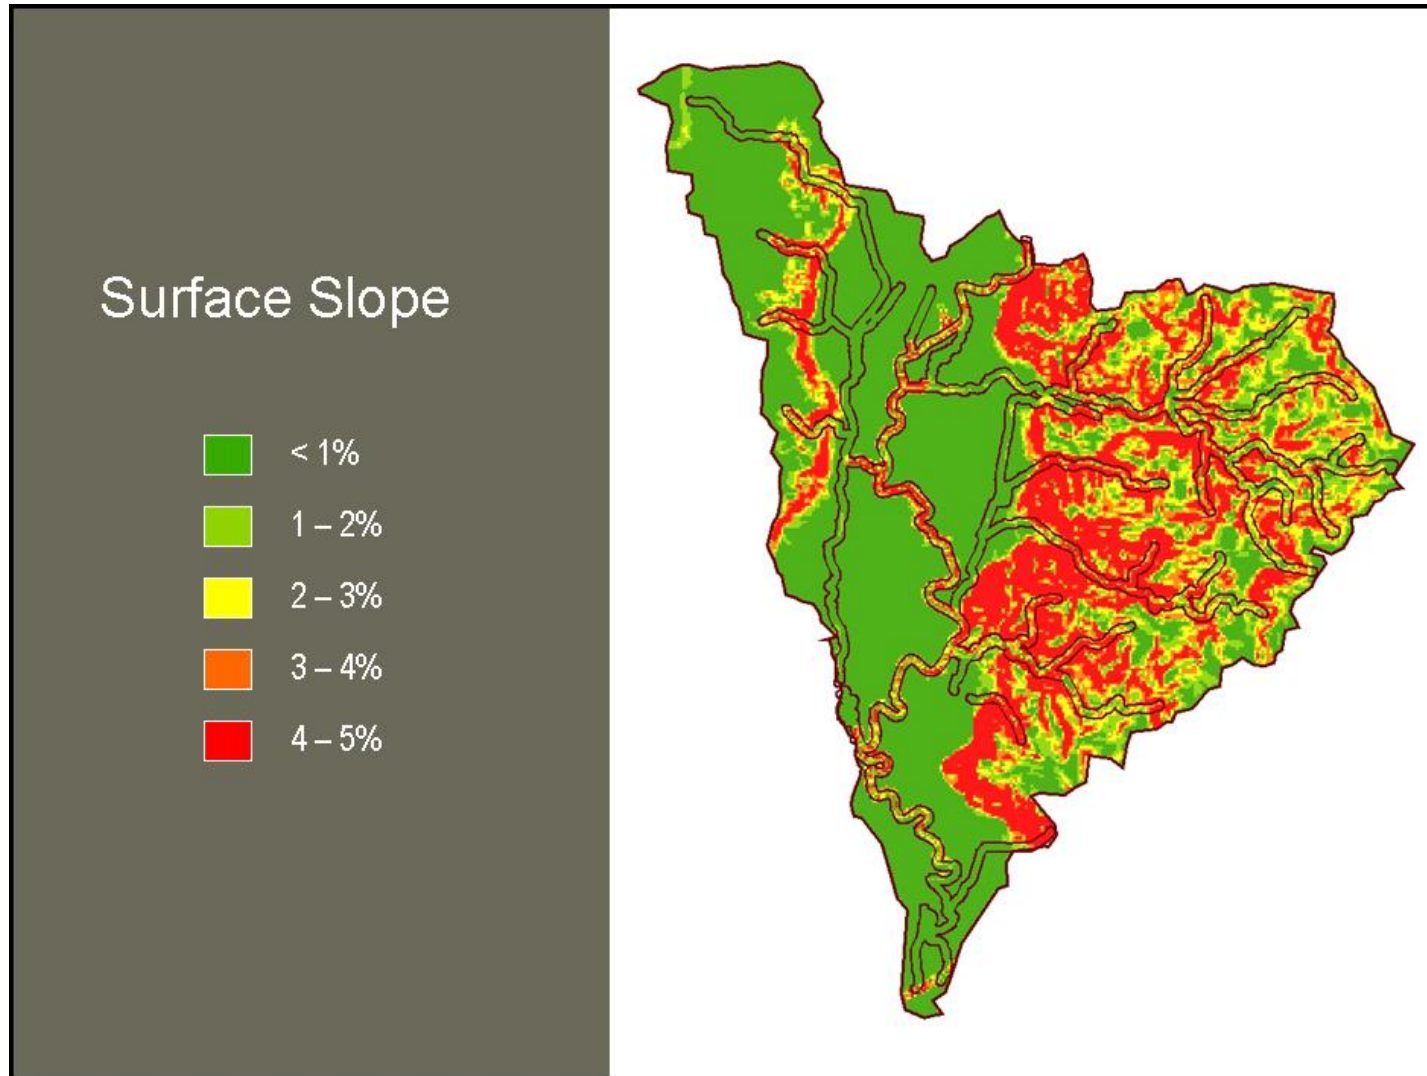 Surface Slope
< 1%
1 – 2%
2 – 3%
3 – 4%
4 – 5%